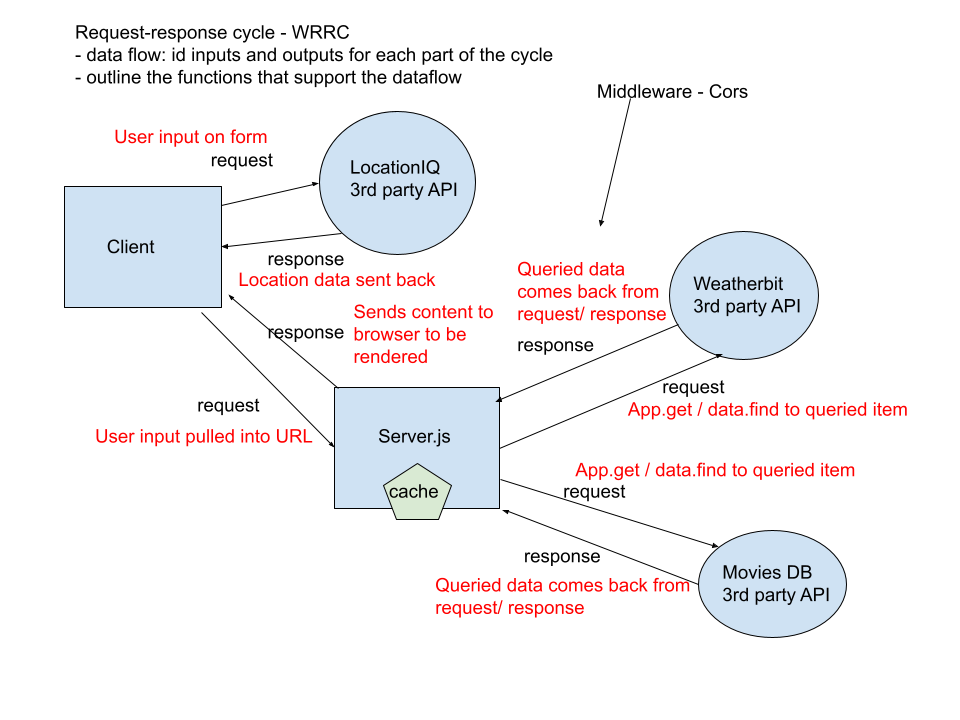 Request-response cycle - WRRC
- data flow: id inputs and outputs for each part of the cycle
- outline the functions that support the dataflow
Middleware - Cors
User input on form
request
LocationIQ
3rd party API
Client
response
Location data sent back
Queried data
comes back from
request/ response
Weatherbit
3rd party API
Sends content to
browser to be
rendered
response
response
request
App.get / data.find to queried item
request
User input pulled into URL
Server.js
cache
App.get / data.find to queried item
request
response
Queried data comes back from
request/ response
Movies DB
3rd party API